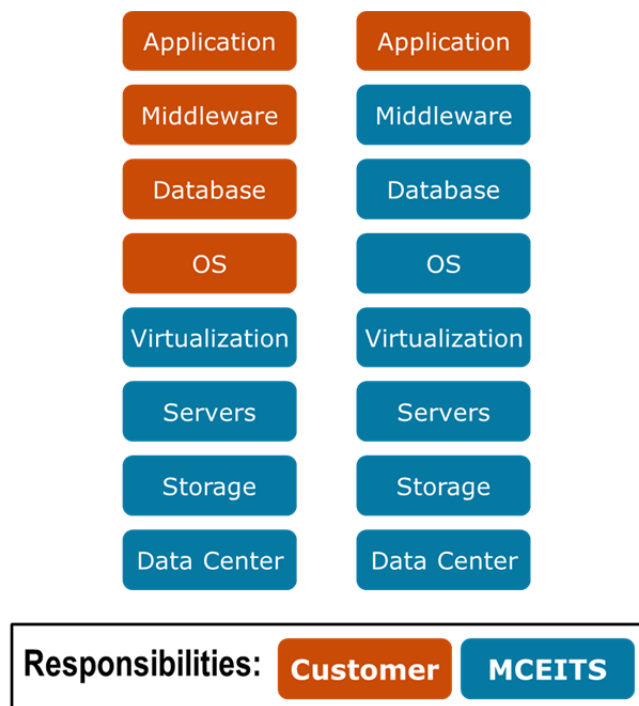 Application
Middleware
Database
OS
Virtualization
Servers
Storage
Data Center
Application
Middleware
Database
OS
Virtualization
Servers
Storage
Data Center
Responsibilities: Customer MCEITS